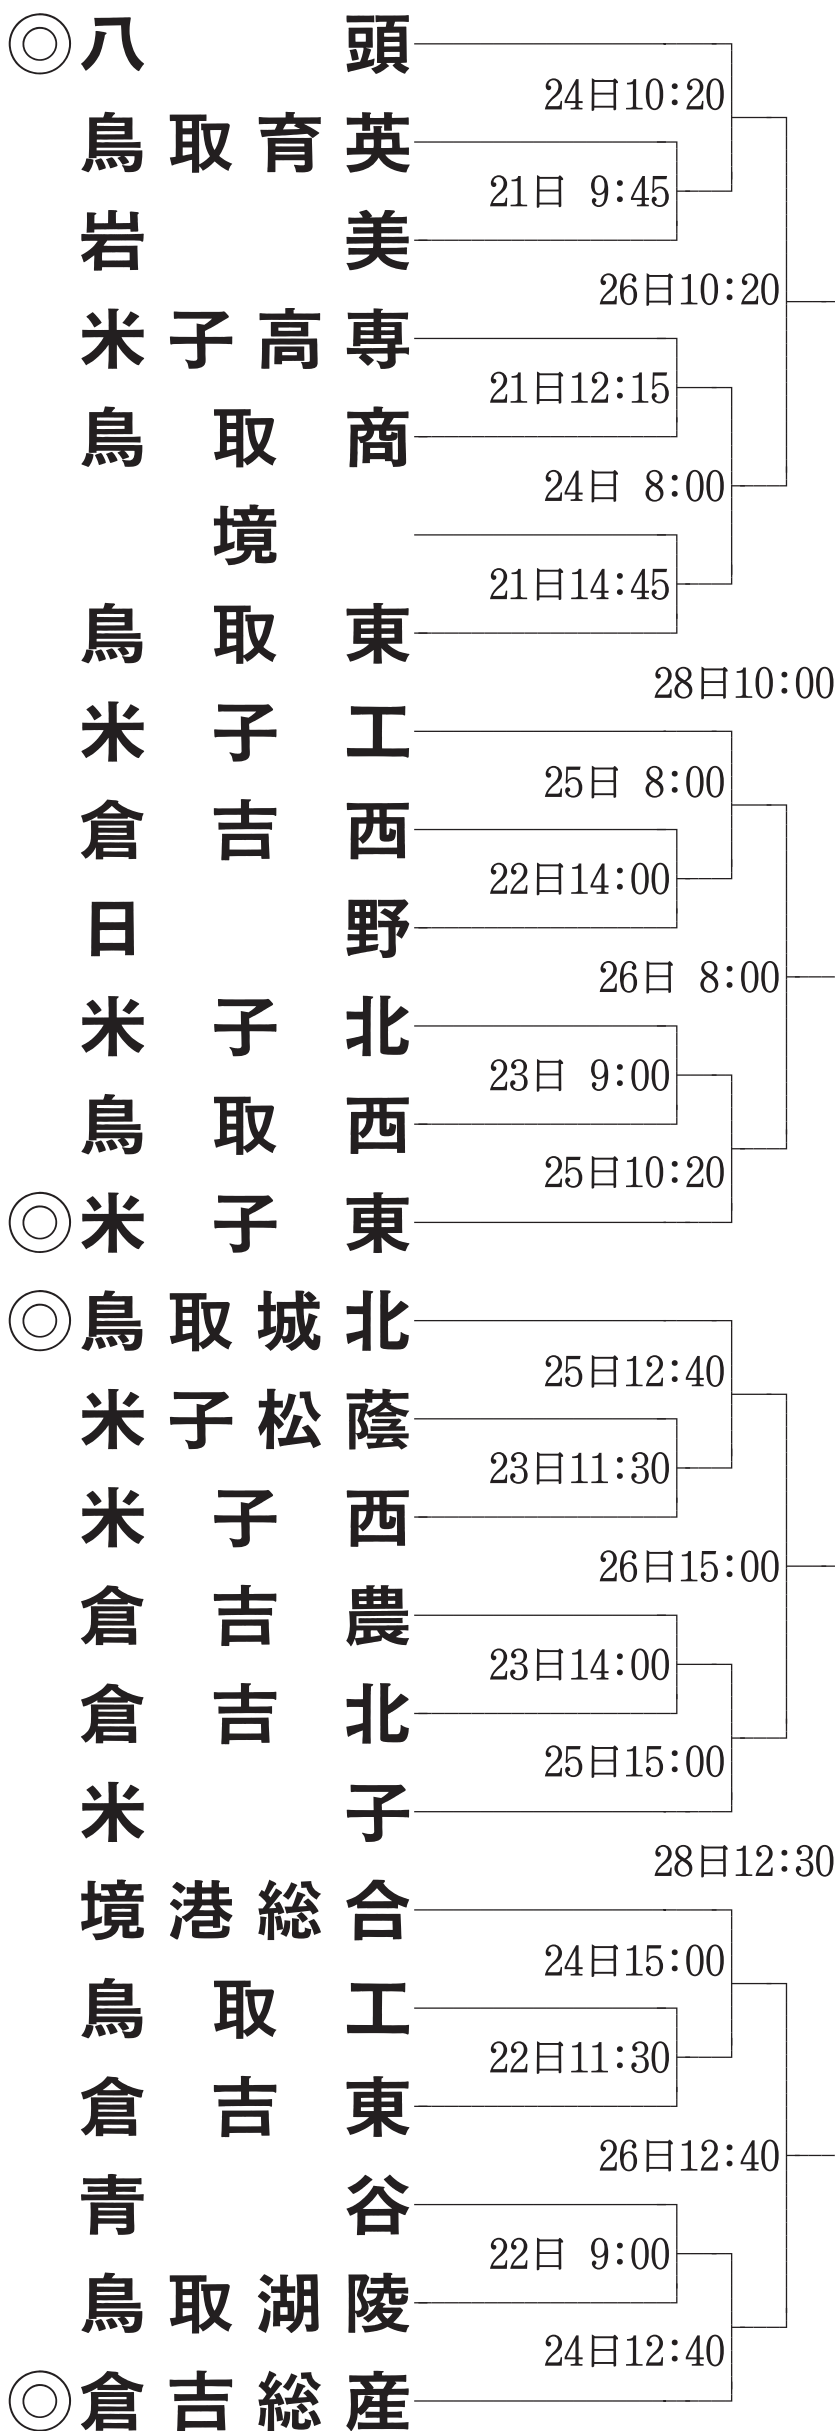 ◎八頭
24日10:20
鳥取育英
21日 9:45
岩美
26日10:20
米子高専
21日12:15
鳥取商
24日 8:00
境
21日14:45
鳥取東
28日10:00
米子工
25日 8:00
倉吉西
22日14:00
日野
26日 8:00
米子北
23日 9:00
鳥取西
25日10:20
◎米子東
◎鳥取城北
25日12:40
米子松蔭
23日11:30
米子西
26日15:00
倉吉農
23日14:00
倉吉北
25日15:00
米子
28日12:30
境港総合
24日15:00
鳥取工
22日11:30
倉吉東
26日12:40
青谷
22日 9:00
鳥取湖陵
24日12:40
◎倉吉総産